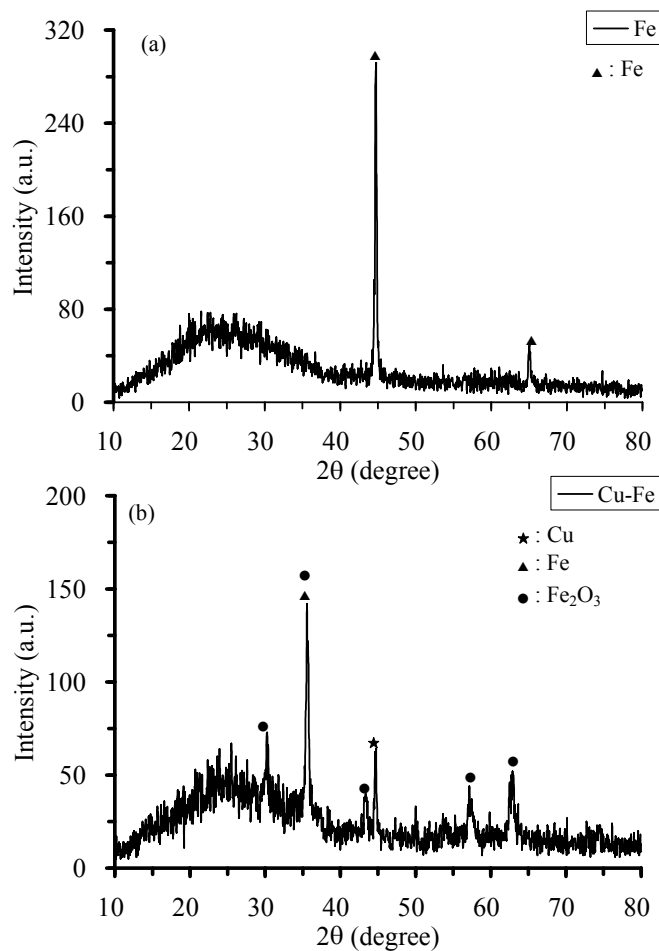 320
(a)
Fe
▲ : Fe
240
160
80
0
Intensity (a.u.)
10 20 30 40 50 60 70 80
2θ (degree)
200
(b)
Cu-Fe
★ : Cu
▲ : Fe
● : Fe₂O₃
150
100
50
0
Intensity (a.u.)
10 20 30 40 50 60 70 80
2θ (degree)